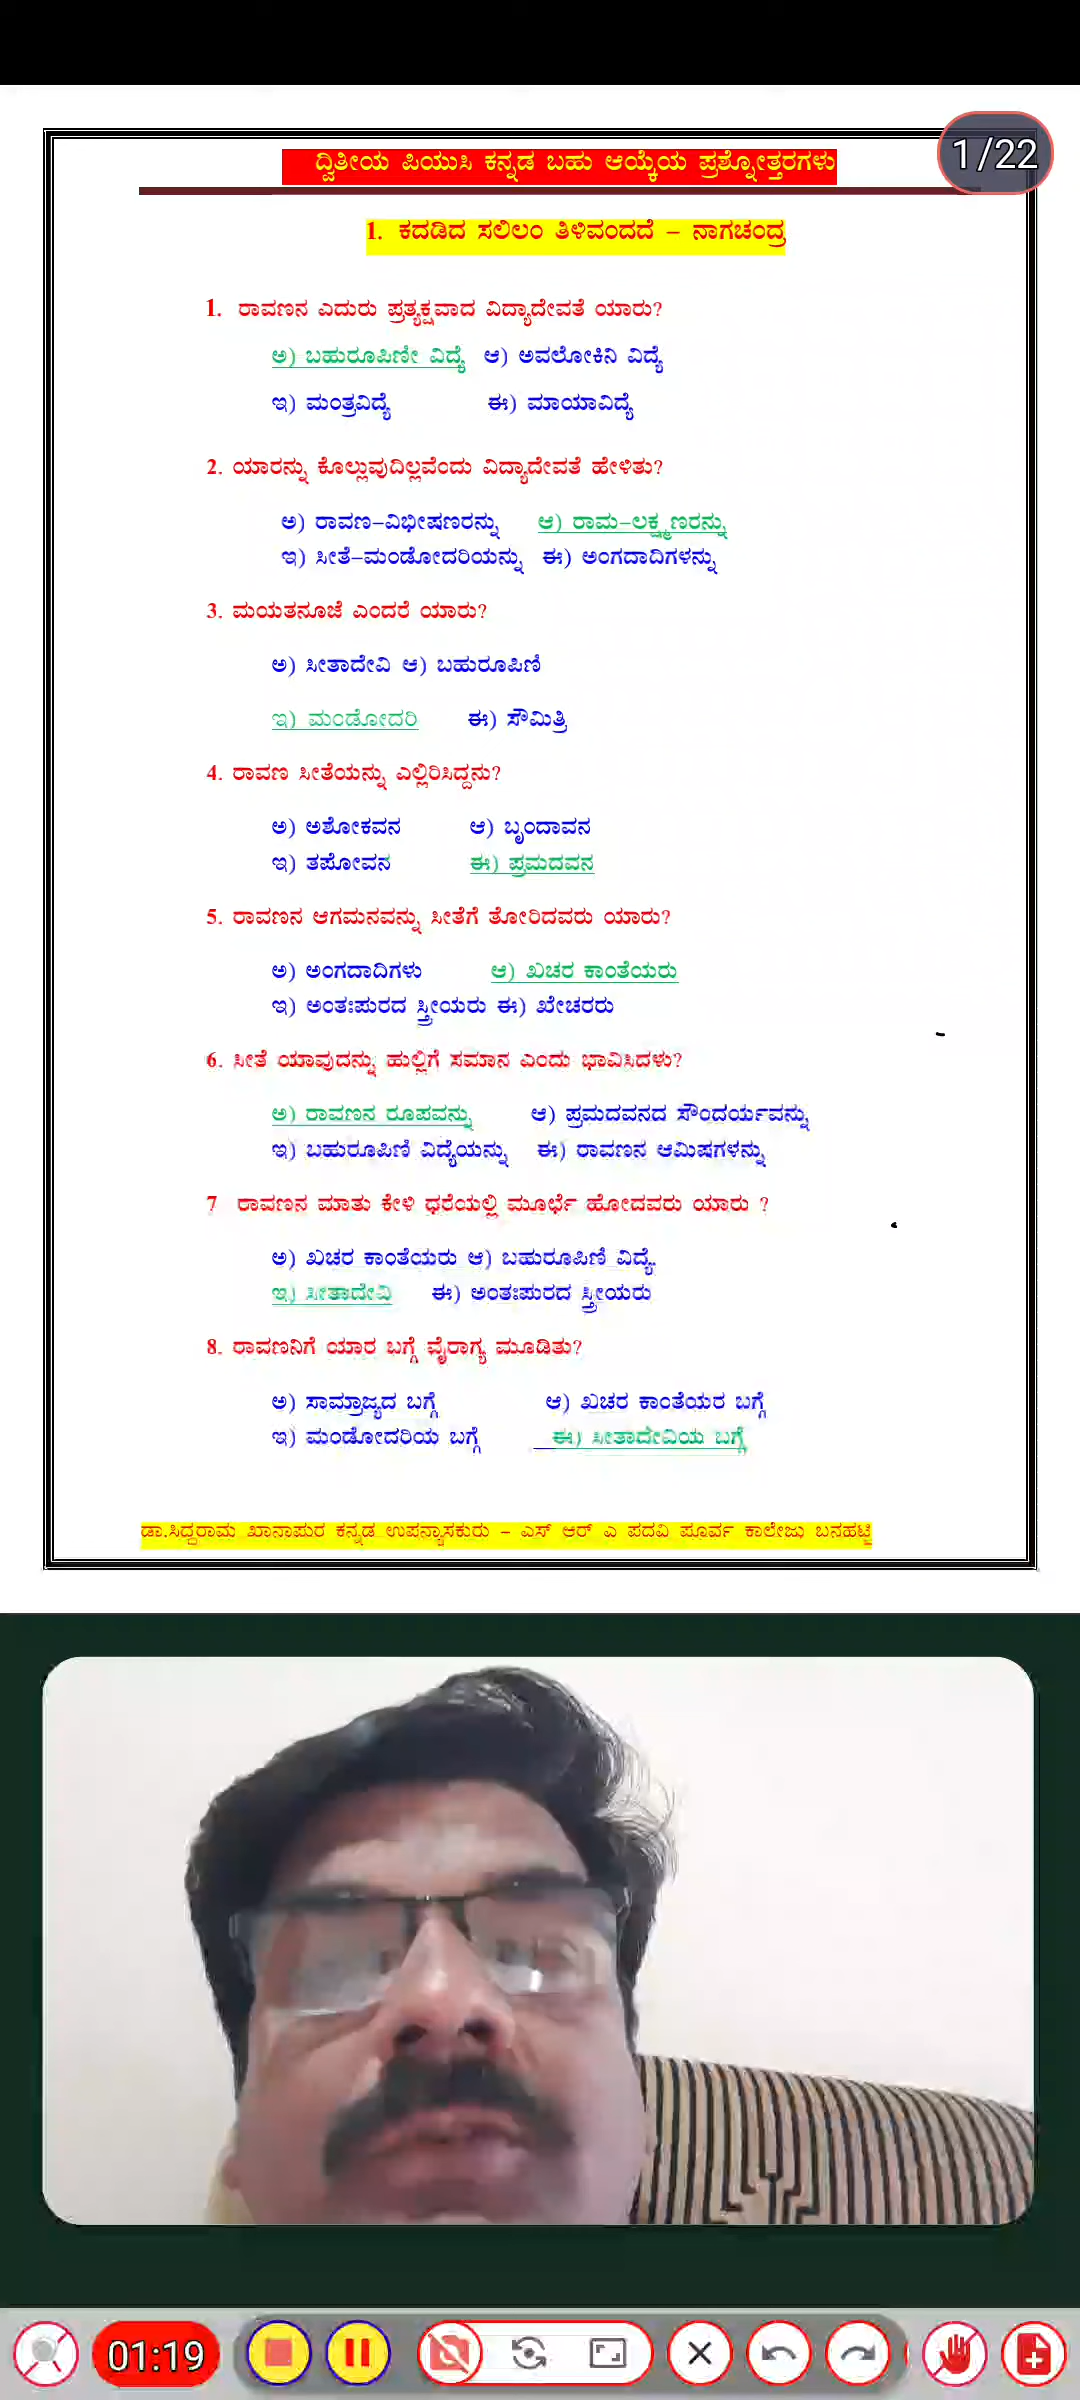 1/22
ದ್ವಿತೀಯ ಪಿಯುಸಿ ಕನ್ನಡ ಬಹು ಆಯ್ಕೆಯ ಪ್ರಶ್ನೋತ್ತರಗಳು
1. ಕದಡಿದ ಸಲಿಲಂ ತಿಳಿವಂದದೆ – ನಾಗಚಂದ್ರ
1. ರಾವಣನ ಎದುರು ಪ್ರತ್ಯಕ್ಷವಾದ ವಿದ್ಯಾದೇವತೆ ಯಾರು?
ಅ) ಬಹುರೂಪಿಣೀ ವಿದ್ಯೆ ಆ) ಅವಲೋಕಿನಿ ವಿದ್ಯೆ
ಇ) ಮಂತ್ರವಿದ್ಯೆ ಈ) ಮಾಯಾವಿದ್ಯೆ
2. ಯಾರನ್ನು ಕೊಲ್ಲುವುದಿಲ್ಲವೆಂದು ವಿದ್ಯಾದೇವತೆ ಹೇಳಿತು?
ಅ) ರಾವಣ–ವಿಭೀಷಣರನ್ನು ಆ) ರಾಮ–ಲಕ್ಷ್ಮಣರನ್ನು
ಇ) ಸೀತೆ–ಮಂಡೋದರಿಯನ್ನು ಈ) ಅಂಗದಾದಿಗಳನ್ನು
3. ಮಯತನೂಜೆ ಎಂದರೆ ಯಾರು?
ಅ) ಸೀತಾದೇವಿ ಆ) ಬಹುರೂಪಿಣಿ
ಇ) ಮಂಡೋದರಿ ಈ) ಸೌಮಿತ್ರಿ
4. ರಾವಣ ಸೀತೆಯನ್ನು ಎಲ್ಲಿರಿಸಿದ್ದನು?
ಅ) ಅಶೋಕವನ ಆ) ಬೃಂದಾವನ
ಇ) ತಪೋವನ ಈ) ಪ್ರಮದವನ
5. ರಾವಣನ ಆಗಮನವನ್ನು ಸೀತೆಗೆ ತೋರಿದವರು ಯಾರು?
ಅ) ಅಂಗದಾದಿಗಳು ಆ) ಖಚರ ಕಾಂತೆಯರು
ಇ) ಅಂತಃಪುರದ ಸ್ತ್ರೀಯರು ಈ) ಖೇಚರರು
6. ಸೀತೆ ಯಾವುದನ್ನು ಹುಲ್ಲಿಗೆ ಸಮಾನ ಎಂದು ಭಾವಿಸಿದಳು?
ಅ) ರಾವಣನ ರೂಪವನ್ನು ಆ) ಪ್ರಮದವನದ ಸೌಂದರ್ಯವನ್ನು
ಇ) ಬಹುರೂಪಿಣಿ ವಿದ್ಯೆಯನ್ನು ಈ) ರಾವಣನ ಆಮಿಷಗಳನ್ನು
7 ರಾವಣನ ಮಾತು ಕೇಳಿ ಧರೆಯಲ್ಲಿ ಮೂರ್ಛೆ ಹೋದವರು ಯಾರು ?
ಅ) ಖಚರ ಕಾಂತೆಯರು ಆ) ಬಹುರೂಪಿಣಿ ವಿದ್ಯೆ
ಇ) ಸೀತಾದೇವಿ ಈ) ಅಂತಃಪುರದ ಸ್ತ್ರೀಯರು
8. ರಾವಣನಿಗೆ ಯಾರ ಬಗ್ಗೆ ವೈರಾಗ್ಯ ಮೂಡಿತು?
ಅ) ಸಾಮ್ರಾಜ್ಯದ ಬಗ್ಗೆ ಆ) ಖಚರ ಕಾಂತೆಯರ ಬಗ್ಗೆ
ಇ) ಮಂಡೋದರಿಯ ಬಗ್ಗೆ ಈ) ಸೀತಾದೇವಿಯ ಬಗ್ಗೆ
ಡಾ.ಸಿದ್ದರಾಮ ಖಾನಾಪುರ ಕನ್ನಡ ಉಪನ್ಯಾಸಕರು – ಎಸ್ ಆರ್ ಎ ಪದವಿ ಪೂರ್ವ ಕಾಲೇಜು ಬನಹಟ್ಟಿ
01:19